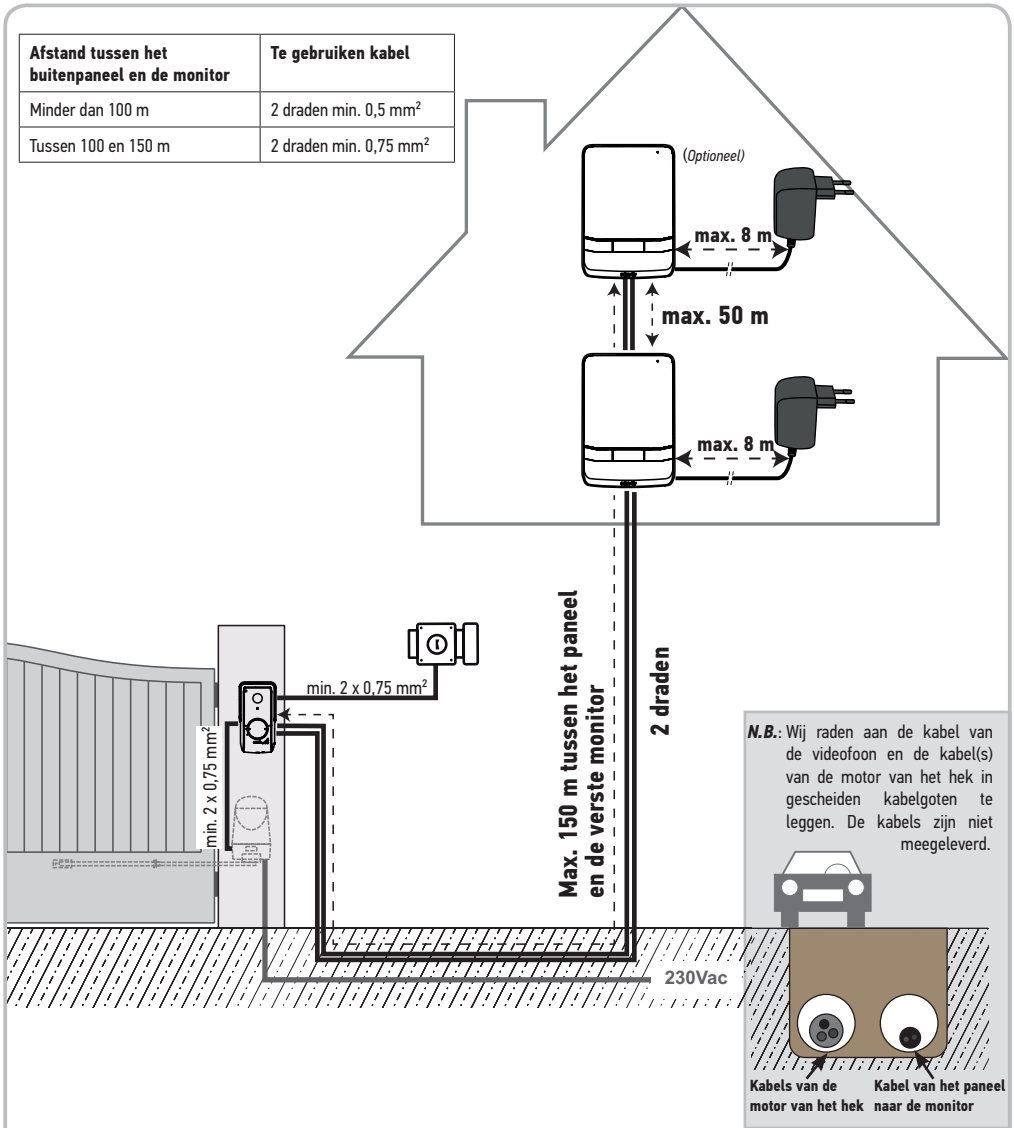 Afstand tussen het
buitenpaneel en de monitor
Te gebruiken kabel
Minder dan 100 m
2 draden min. 0,5 mm²
Tussen 100 en 150 m
2 draden min. 0,75 mm²
(Optioneel)
max. 8 m
max. 50 m
max. 8 m
Max. 150 m tussen het paneel
en de verste monitor
2 draden
min. 2 x 0,75 mm²
min. 2 x 0,75 mm²
230Vac
N.B.: Wij raden aan de kabel van
de videofoon en de kabel(s)
van de motor van het hek in
gescheiden kabelgoten te
leggen. De kabels zijn niet
meegeleverd.
Kabels van de
motor van het hek
Kabel van het paneel
naar de monitor